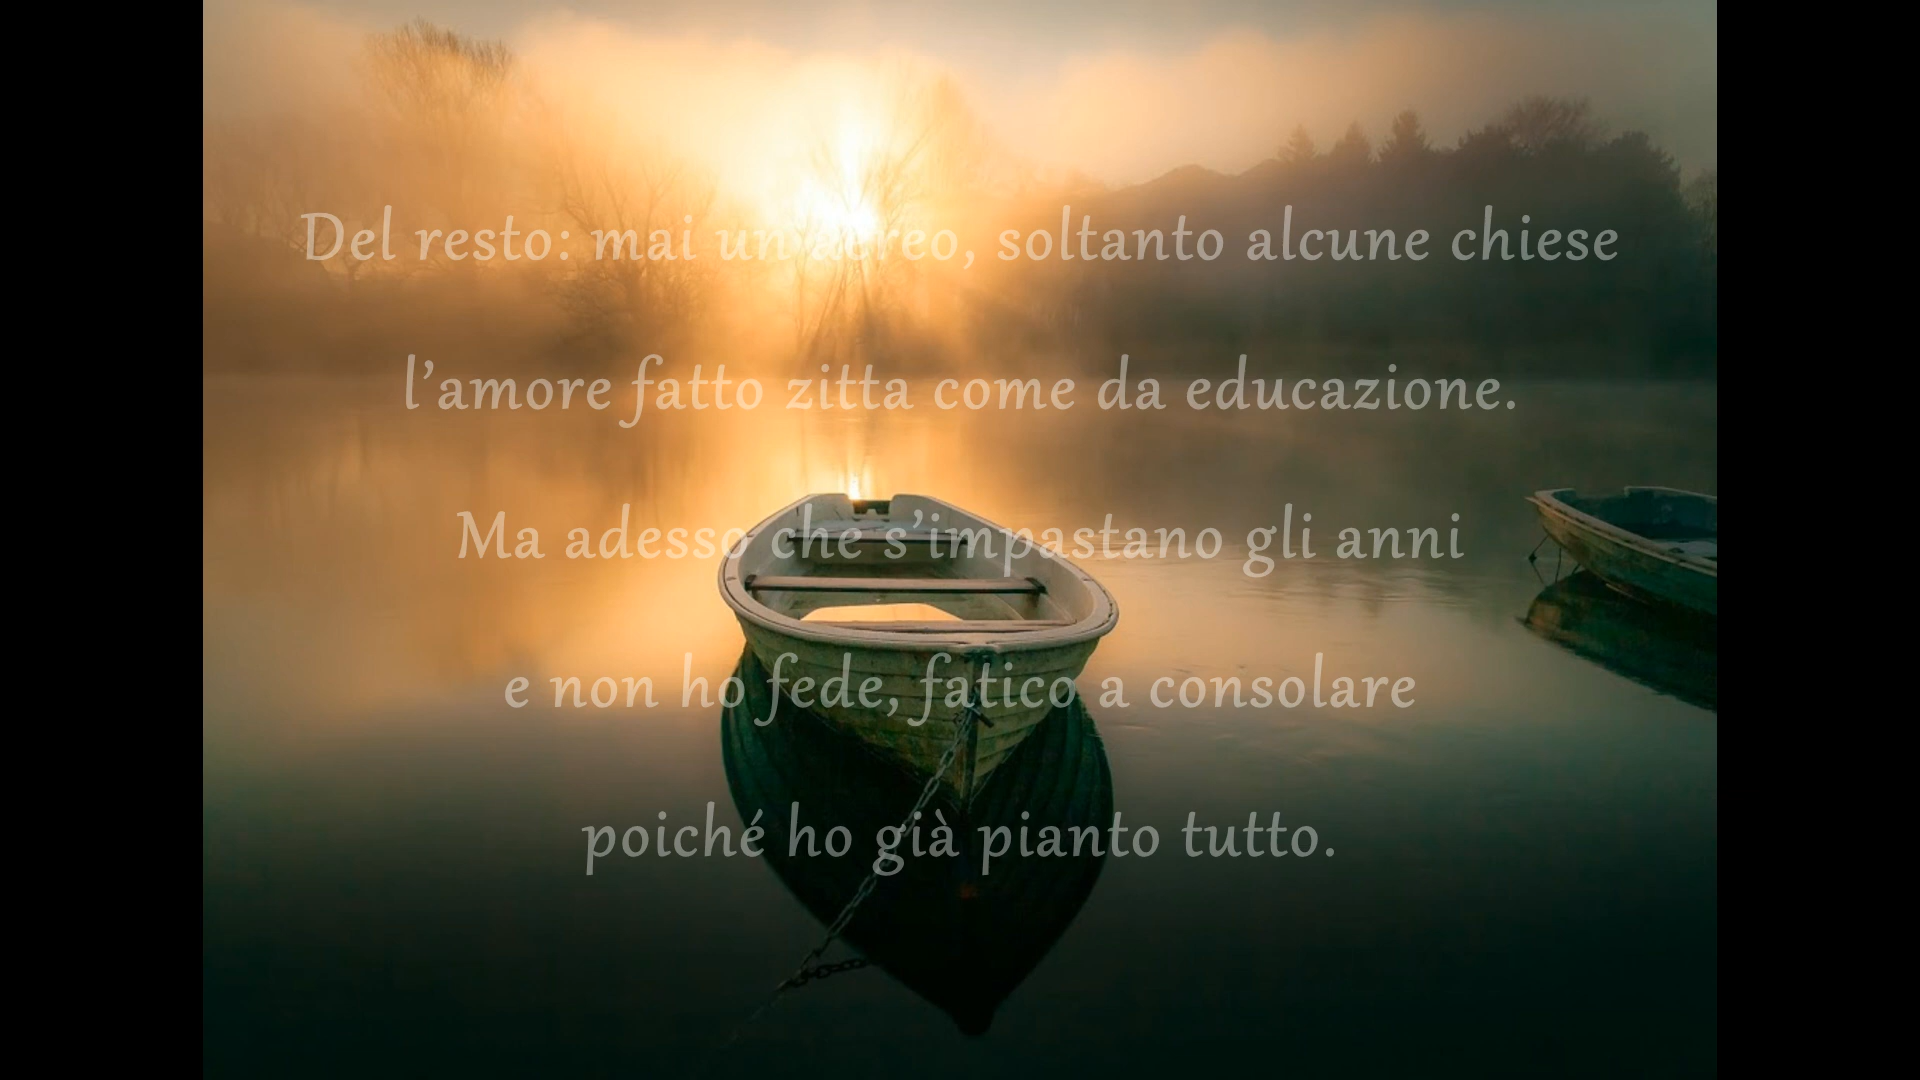 Del resto: mai un aereo, soltanto alcune chiese
l’amore fatto zitta come da educazione.
Ma adesso che s’impastano gli anni
e non ho fede, fatico a consolare
poiché ho già pianto tutto.